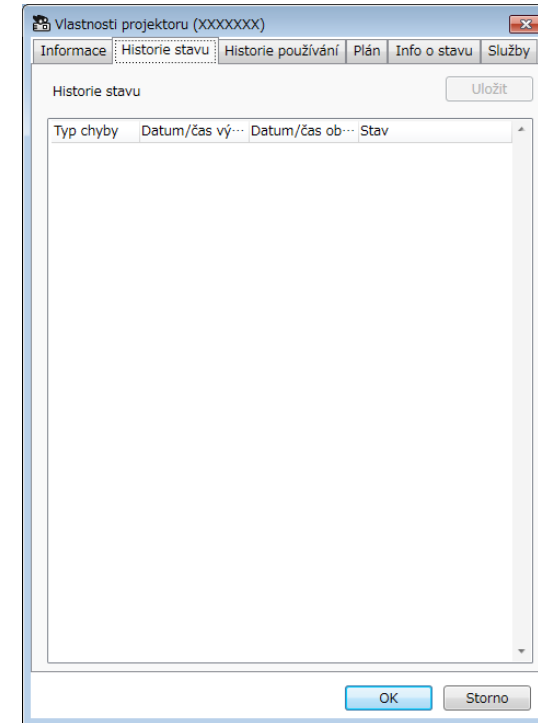 Vlastnosti projektoru (XXXXXXX)
Informace Historie stavu Historie používání Plán Info o stavu Služby
Historie stavu Uložit
Typ chyby Datum/čas vý··· Datum/čas ob··· Stav
OK Storno